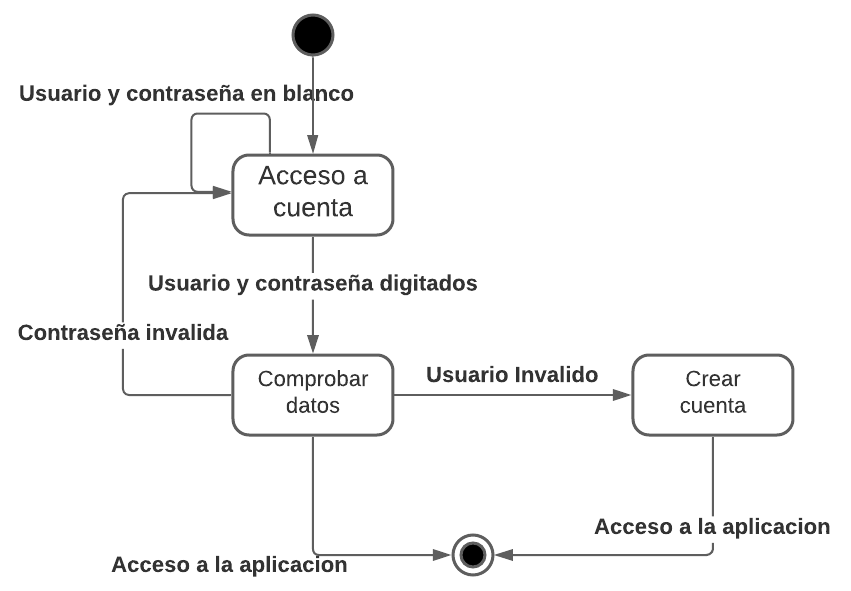 Usuario y contraseña en blanco
Acceso a
cuenta
Usuario y contraseña digitados
Contraseña invalida
Comprobar
datos
Usuario Invalido
Crear
cuenta
Acceso a la aplicacion
Acceso a la aplicacion